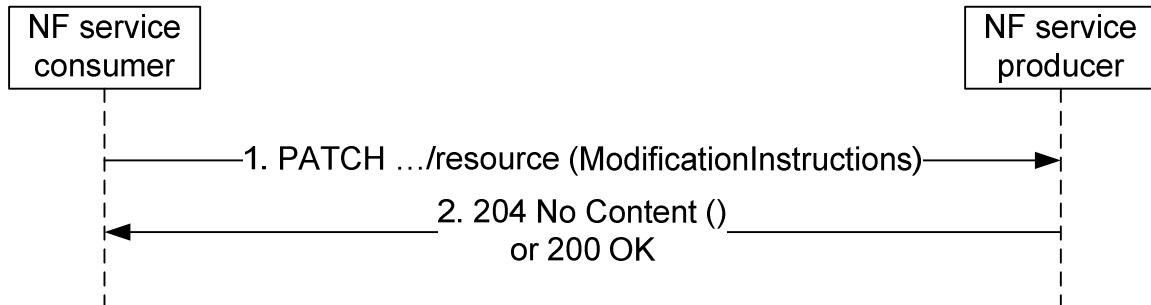 NF service
consumer
NF service
producer
1. PATCH …/resource (ModificationInstructions)
2. 204 No Content ()
or 200 OK